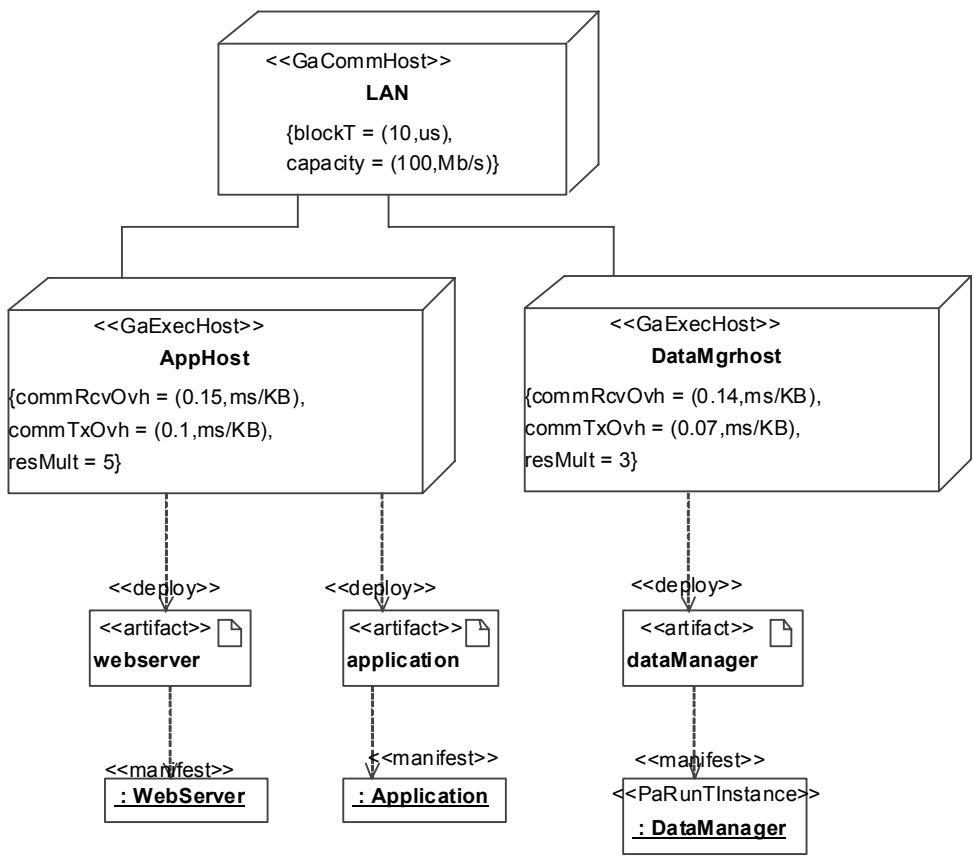 <<GaCommHost>>
LAN
{blockT = (10,us),
capacity = (100,Mb/s)}
<<GaExecHost>>
AppHost
{commRcvOvh = (0.15,ms/KB),
commTxOvh = (0.1,ms/KB),
resMult = 5}
<<GaExecHost>>
DataMgrhost
{commRcvOvh = (0.14,ms/KB),
commTxOvh = (0.07,ms/KB),
resMult = 3}
<<deploy>>
<<deploy>>
<<deploy>>
<<artifact>>
webserver
<<artifact>>
application
<<artifact>>
dataManager
<<manifest>>
<<manifest>>
<<manifest>>
: WebServer
: Application
<<PaRunTInstance>>
: DataManager